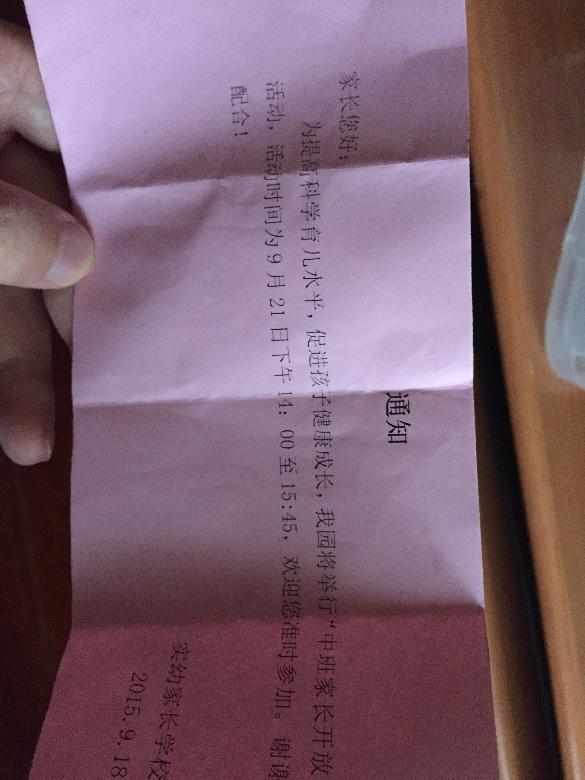 通知
家长您好：
为提高科学育儿水平，促进孩子健康成长，我园将举行“中班家长开放
活动，活动时间为9月21日下午14：00至15:45，欢迎您准时参加。谢谢
配合！
实幼家长学校
2015.9.18